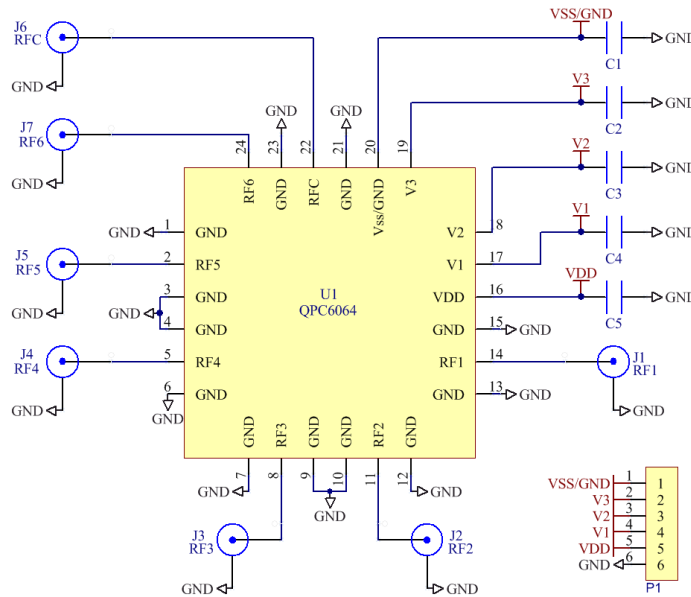 J6
RFC
GND
VSS/GND
C1
GND
J7
RF6
GND
GND
GND
V3
C2
GND
24
23
22
21
20
19
RF6
GND
RFC
GND
Vss/GND
V3
V2
C3
GND
GND
1
GND
V2
8
V1
C4
GND
J5
RF5
GND
2
RF5
V1
17
VDD
C5
GND
3
GND
GND
4
GND
U1
QPC6064
VDD
16
GND
15
GND
J4
RF4
GND
5
RF4
RF1
14
J1
RF1
GND
6
GND
GND
GND
13
GND
GND
RF3
GND
GND
RF2
GND
7
8
9
10
11
12
GND
GND
GND
J3
RF3
GND
J2
RF2
GND
VSS/GND
1
1
V3
2
2
V2
3
3
V1
4
4
VDD
5
5
GND
6
6
P1